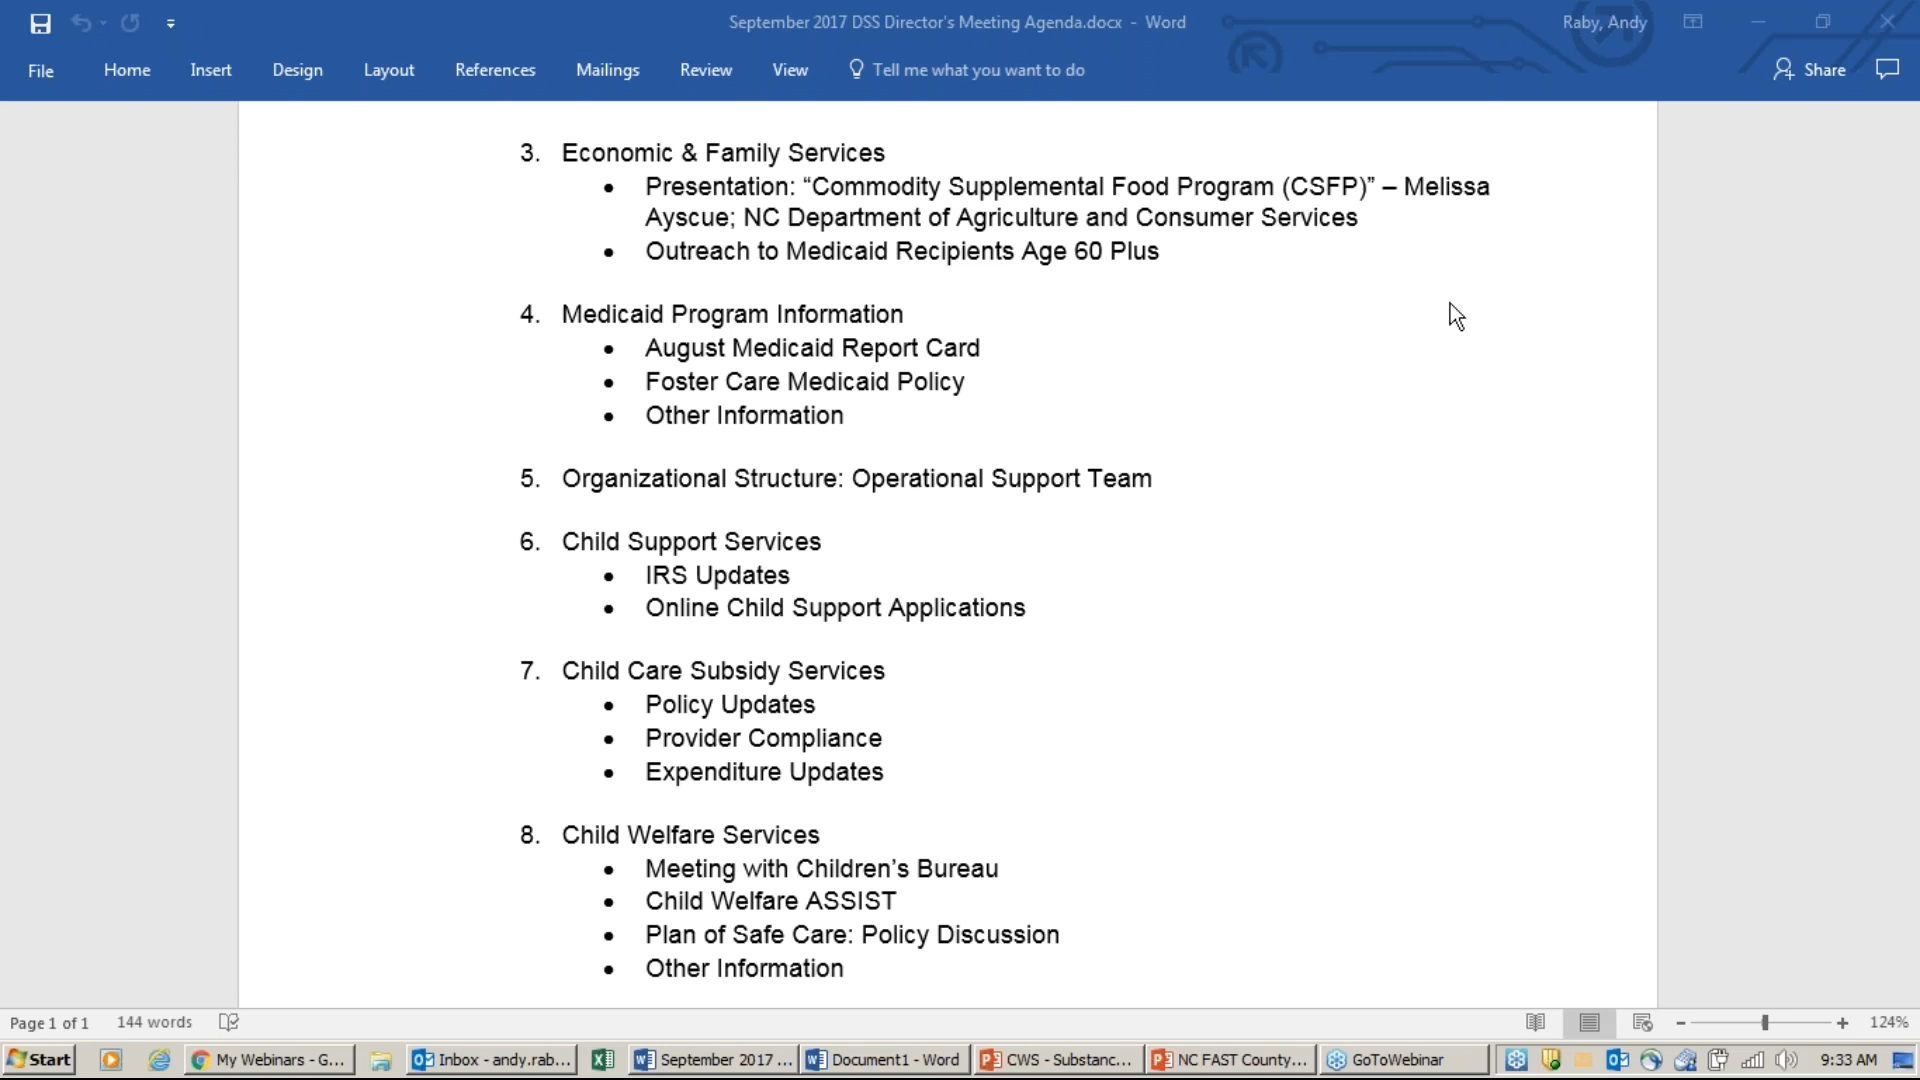 September 2017 DSS Director's Meeting Agenda.docx - Word
Raby, Andy
File Home Insert Design Layout References Mailings Review View Tell me what you want to do Share
3. Economic & Family Services
• Presentation: “Commodity Supplemental Food Program (CSFP)” – Melissa
Ayscue; NC Department of Agriculture and Consumer Services
• Outreach to Medicaid Recipients Age 60 Plus
4. Medicaid Program Information
• August Medicaid Report Card
• Foster Care Medicaid Policy
• Other Information
5. Organizational Structure: Operational Support Team
6. Child Support Services
• IRS Updates
• Online Child Support Applications
7. Child Care Subsidy Services
• Policy Updates
• Provider Compliance
• Expenditure Updates
8. Child Welfare Services
• Meeting with Children’s Bureau
• Child Welfare ASSIST
• Plan of Safe Care: Policy Discussion
• Other Information
Page 1 of 1 144 words 124%
Start My Webinars - G... Inbox - andy.rab... September 2017 ... Document1 - Word CWS - Substanc... NC FAST County... GoToWebinar 9:33 AM